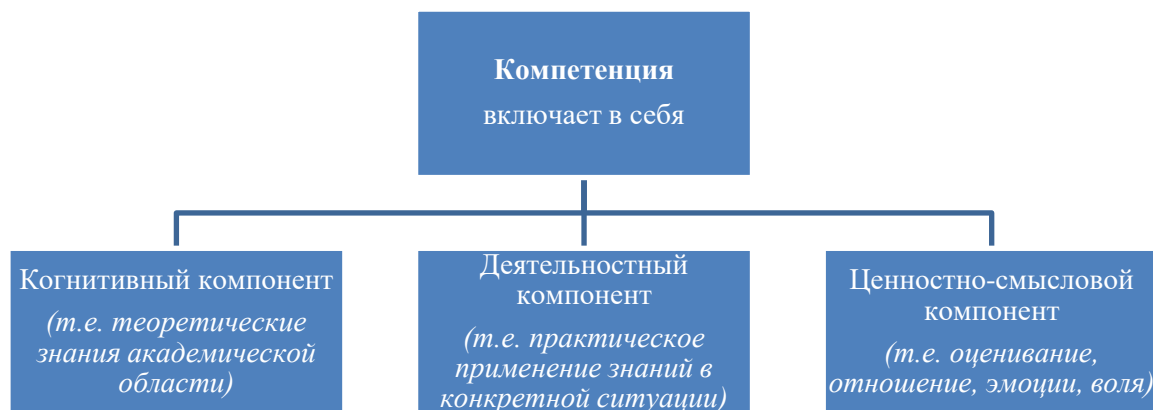 Компетенция
включает в себя
Когнитивный компонент
(т.е. теоретические
знания академической
области)
Деятельностный
компонент
(т.е. практическое
применение знаний в
конкретной ситуации)
Ценностно-смысловой
компонент
(т.е. оценивание,
отношение, эмоции, воля)